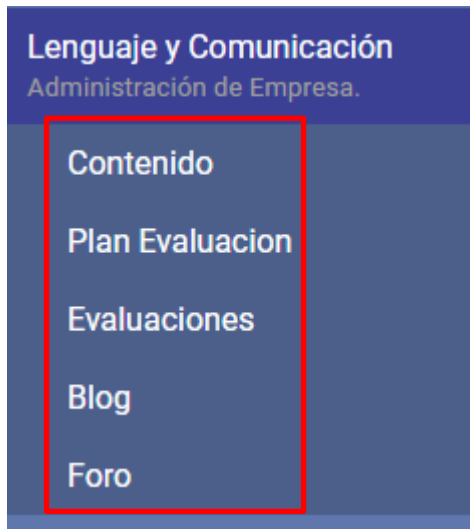 Lenguaje y Comunicación
Administración de Empresa.
Contenido
Plan Evaluacion
Evaluaciones
Blog
Foro